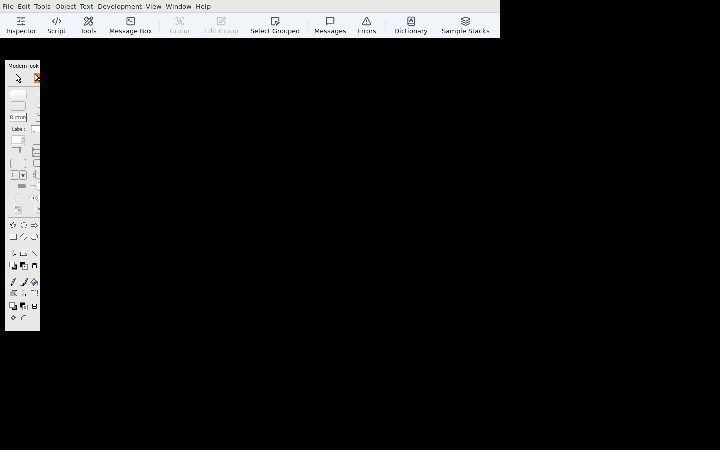 File Edit Tools Object Text Development View Window Help
Inspector Script Tools Message Box Group Edit Group Select Grouped Messages Errors Dictionary Sample Stacks
Button
Label: